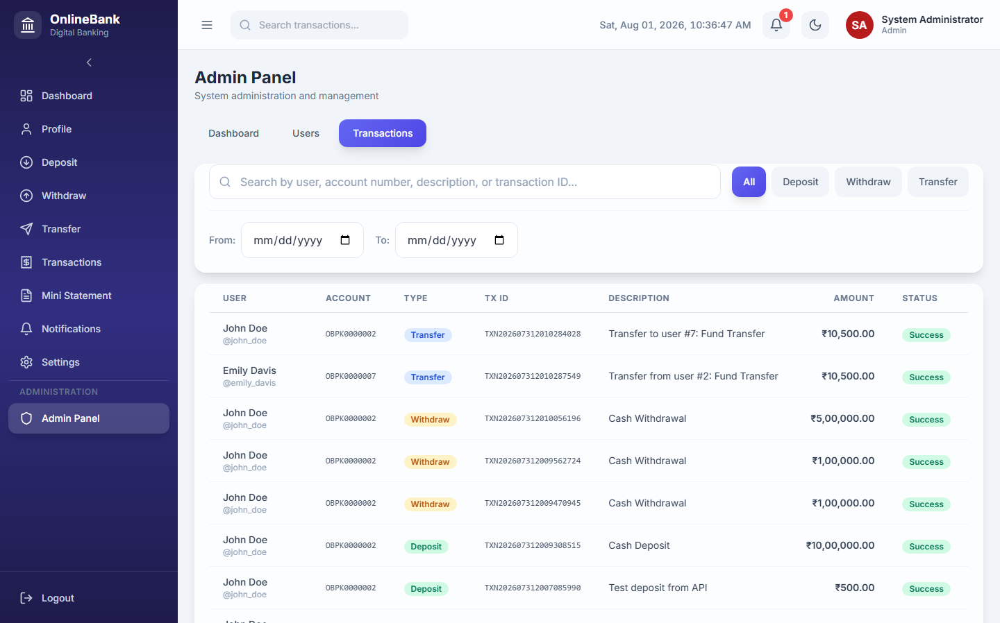 OnlineBank
Digital Banking
Dashboard
Profile
Deposit
Withdraw
Transfer
Transactions
Mini Statement
Notifications
Settings
ADMINISTRATION
Admin Panel
Logout
Search transactions...
Sat, Aug 01, 2026, 10:36:47 AM
1
SA
System Administrator
Admin
Admin Panel
System administration and management
Dashboard Users Transactions
Search by user, account number, description, or transaction ID...
All Deposit Withdraw Transfer
From: mm/dd/yyyy To: mm/dd/yyyy
USER ACCOUNT TYPE TX ID DESCRIPTION AMOUNT STATUS
John Doe
@john_doe
OBPK0000002 Transfer TXN202607312010284028 Transfer to user #7: Fund Transfer ₹10,500.00 Success
Emily Davis
@emily_davis
OBPK0000007 Transfer TXN202607312010287549 Transfer from user #2: Fund Transfer ₹10,500.00 Success
John Doe
@john_doe
OBPK0000002 Withdraw TXN202607312010056196 Cash Withdrawal ₹5,00,000.00 Success
John Doe
@john_doe
OBPK0000002 Withdraw TXN202607312009562724 Cash Withdrawal ₹1,00,000.00 Success
John Doe
@john_doe
OBPK0000002 Withdraw TXN202607312009470945 Cash Withdrawal ₹1,00,000.00 Success
John Doe
@john_doe
OBPK0000002 Deposit TXN202607312009308515 Cash Deposit ₹10,00,000.00 Success
John Doe
@john_doe
OBPK0000002 Deposit TXN202607312007085990 Test deposit from API ₹500.00 Success